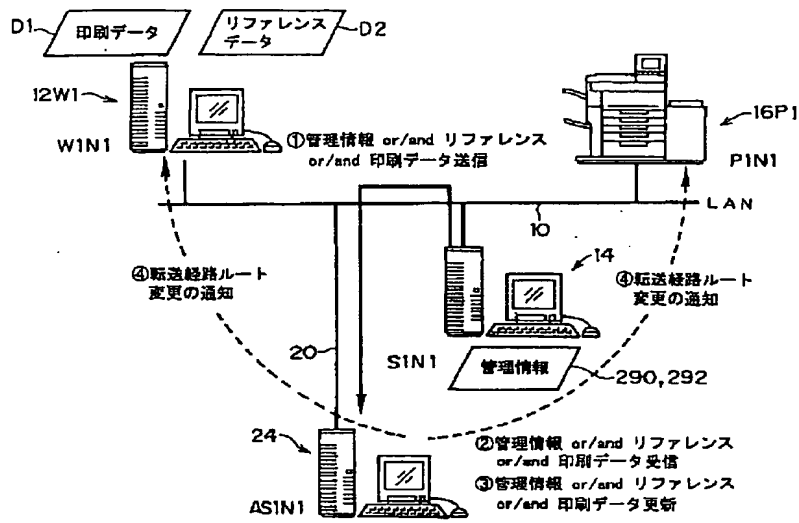 D1
印刷データ
リファレンス
データ
D2
12W1
W1N1
①管理情報 or/and リファレンス
or/and 印刷データ送信
16P1
P1N1
LAN
10
④転送経路ルート
変更の通知
14
④転送経路ルート
変更の通知
20
S1N1
管理情報
290,292
24
AS1N1
②管理情報 or/and リファレンス
or/and 印刷データ受信
③管理情報 or/and リファレンス
or/and 印刷データ更新